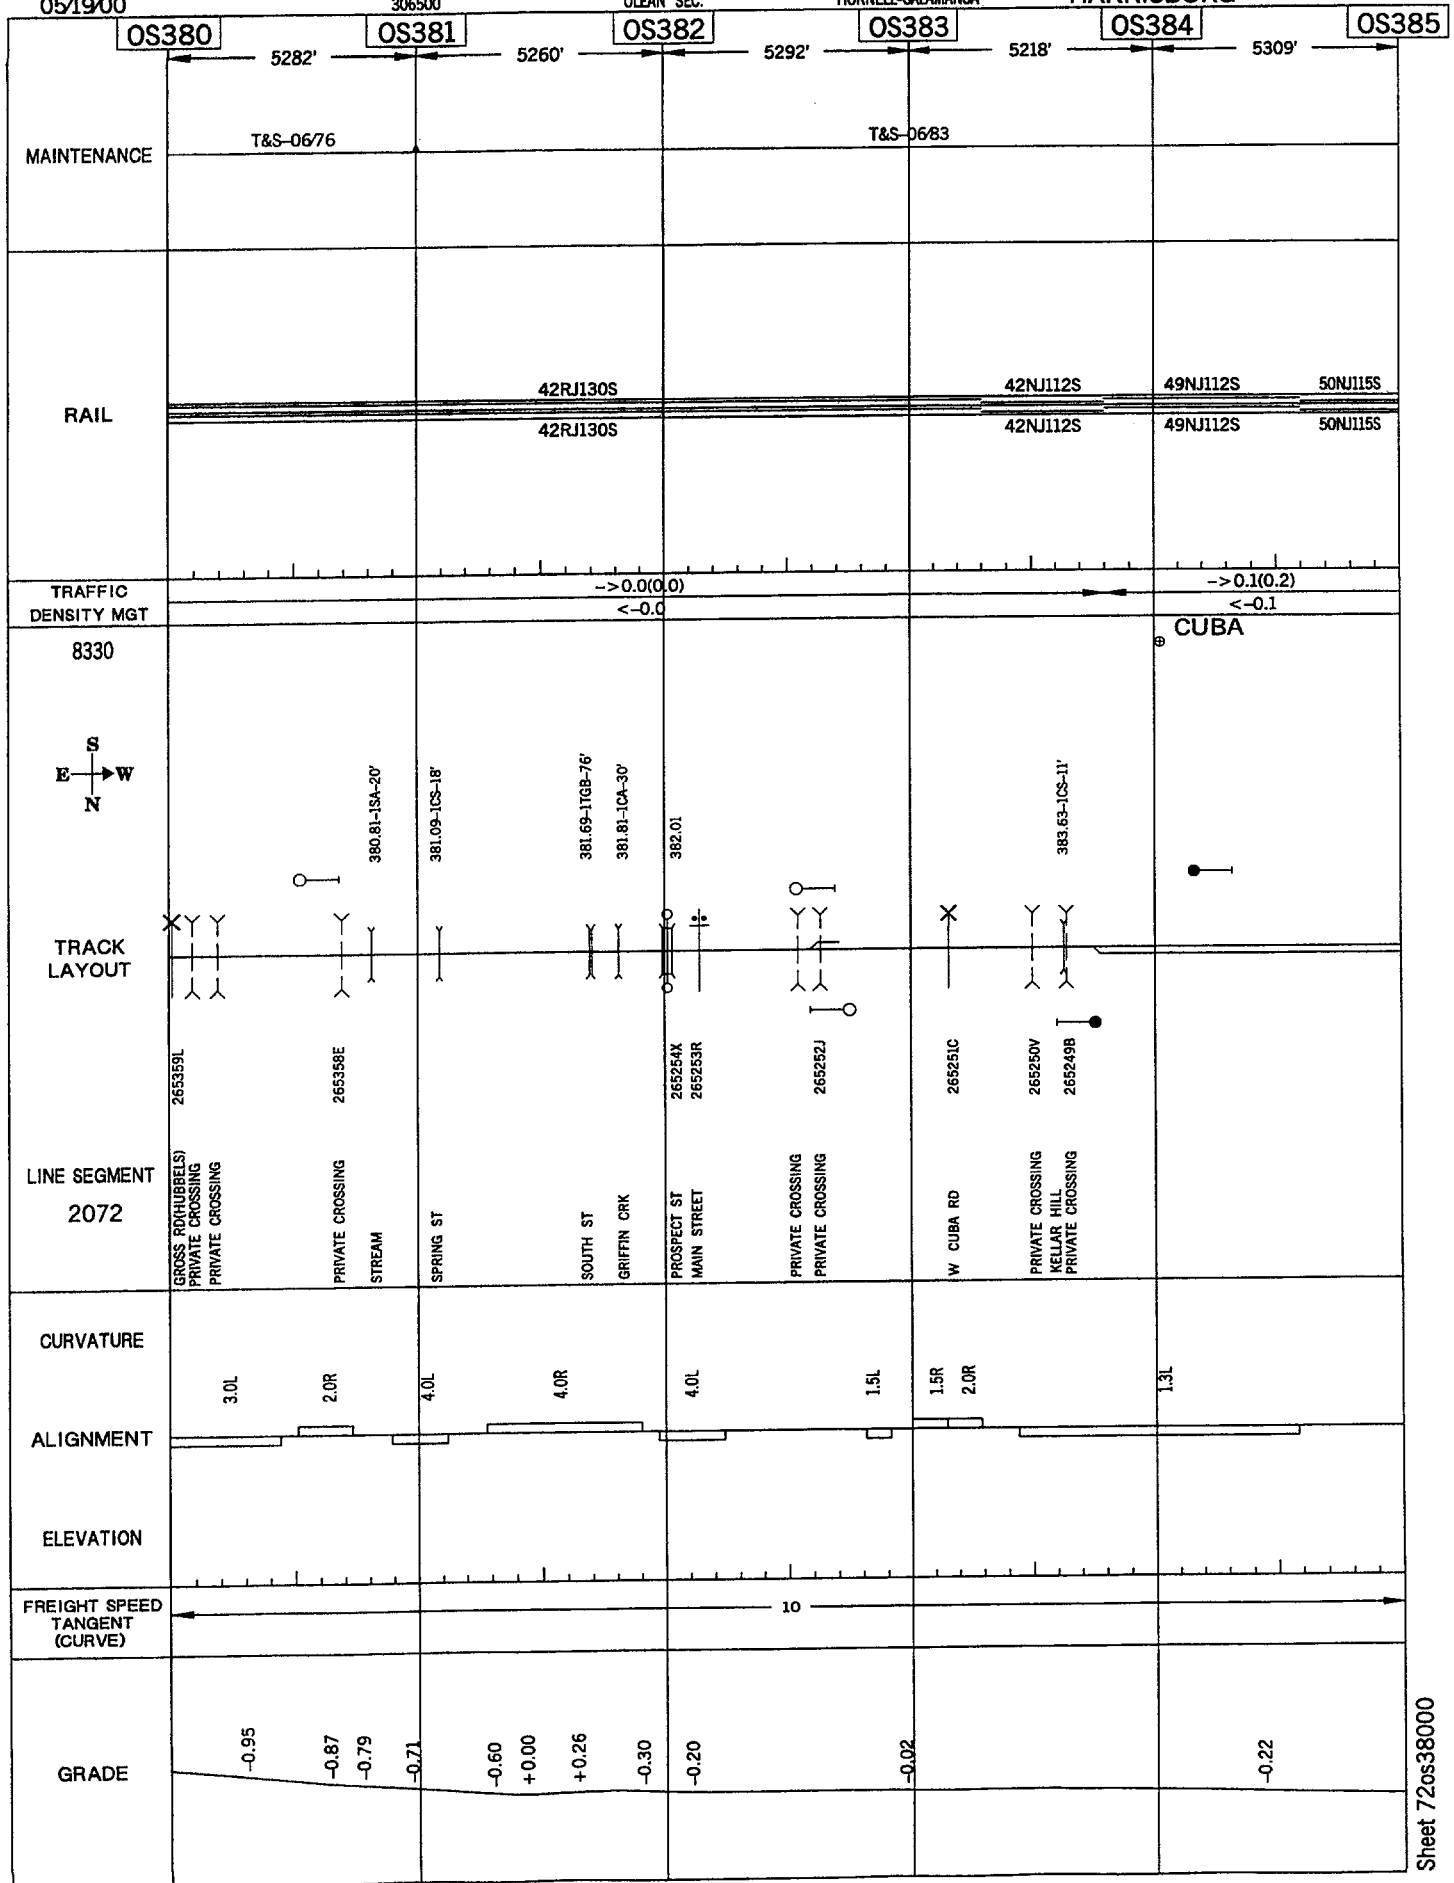 05/19/00 306500 OLEAN SEC. HORNELL-SALAMANCA HARRISBURG
OS380 OS381 OS382 OS383 OS384 OS385
5282' 5260' 5292' 5218' 5309'
MAINTENANCE
T&S-06/76
T&S-06/83
RAIL
42RJ130S 42NJ112S 49NJ112S 50NJ115S
42RJ130S 42NJ112S 49NJ112S 50NJ115S
TRAFFIC
DENSITY MGT
->0.0(0.0) ->0.1(0.2)
<-0.0 <-0.1
8330
CUBA
S
E W
N
380.81-1SA-20'
381.09-1CS-18'
381.69-1TGB-76'
381.81-1CA-30'
382.01
383.63-1CS-11'
TRACK
LAYOUT
265359L
265358E
265254X
265253R
265252J
265251C
265250V
265249B
LINE SEGMENT
2072
GROSS RD(HUBBELS)
PRIVATE CROSSING
PRIVATE CROSSING
PRIVATE CROSSING
STREAM
SPRING ST
SOUTH ST
GRIFFIN CRK
PROSPECT ST
MAIN STREET
PRIVATE CROSSING
PRIVATE CROSSING
W CUBA RD
PRIVATE CROSSING
KELLAR HILL
PRIVATE CROSSING
CURVATURE
3.0L 2.0R 4.0L 4.0R 4.0L 1.5L 1.5R 2.0R 1.3L
ALIGNMENT
ELEVATION
FREIGHT SPEED
TANGENT
(CURVE)
10
GRADE
-0.95 -0.87 -0.79 -0.71 -0.60 +0.00 +0.26 -0.30 -0.20 -0.02 -0.22
Sheet 72os38000